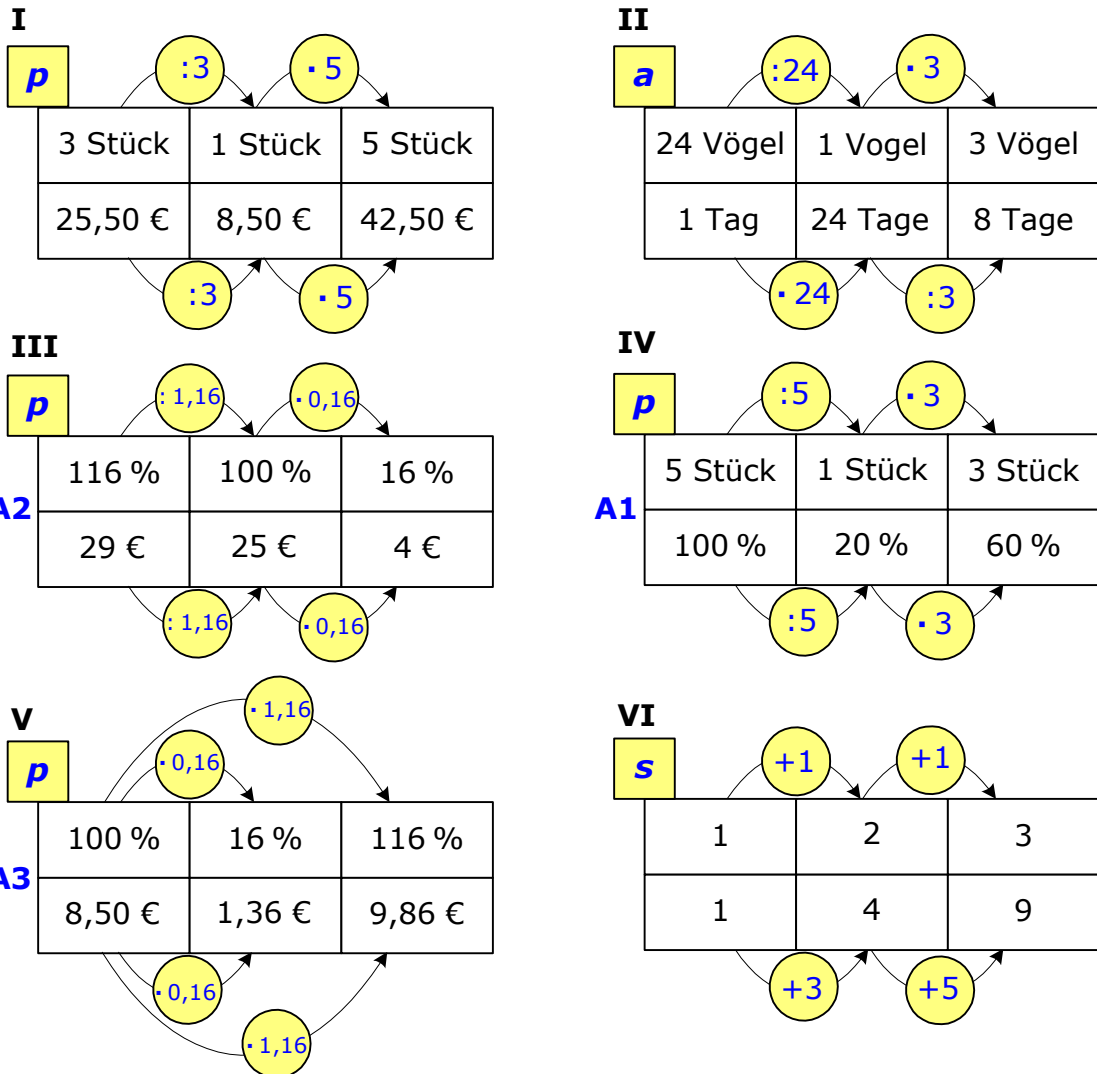 I
p
:3 · 5
3 Stück 1 Stück 5 Stück
25,50 € 8,50 € 42,50 €
:3 · 5
II
a
:24 · 3
24 Vögel 1 Vogel 3 Vögel
1 Tag 24 Tage 8 Tage
· 24 :3
III
p
: 1,16 · 0,16
116 % 100 % 16 %
A2
29 € 25 € 4 €
: 1,16 · 0,16
IV
p
:5 · 3
5 Stück 1 Stück 3 Stück
A1
100 % 20 % 60 %
:5 · 3
V
· 1,16
p
· 0,16
100 % 16 % 116 %
A3
8,50 € 1,36 € 9,86 €
· 0,16
· 1,16
VI
s
+1 +1
1 2 3
1 4 9
+3 +5